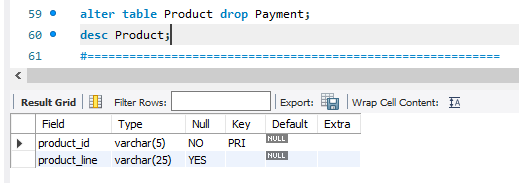 59 alter table Product drop Payment;
60 desc Product;
61 #============================================================
Result Grid Filter Rows: Export: Wrap Cell Content: IA
Field Type Null Key Default Extra
product_id varchar(5) NO PRI NULL
product_line varchar(25) YES NULL